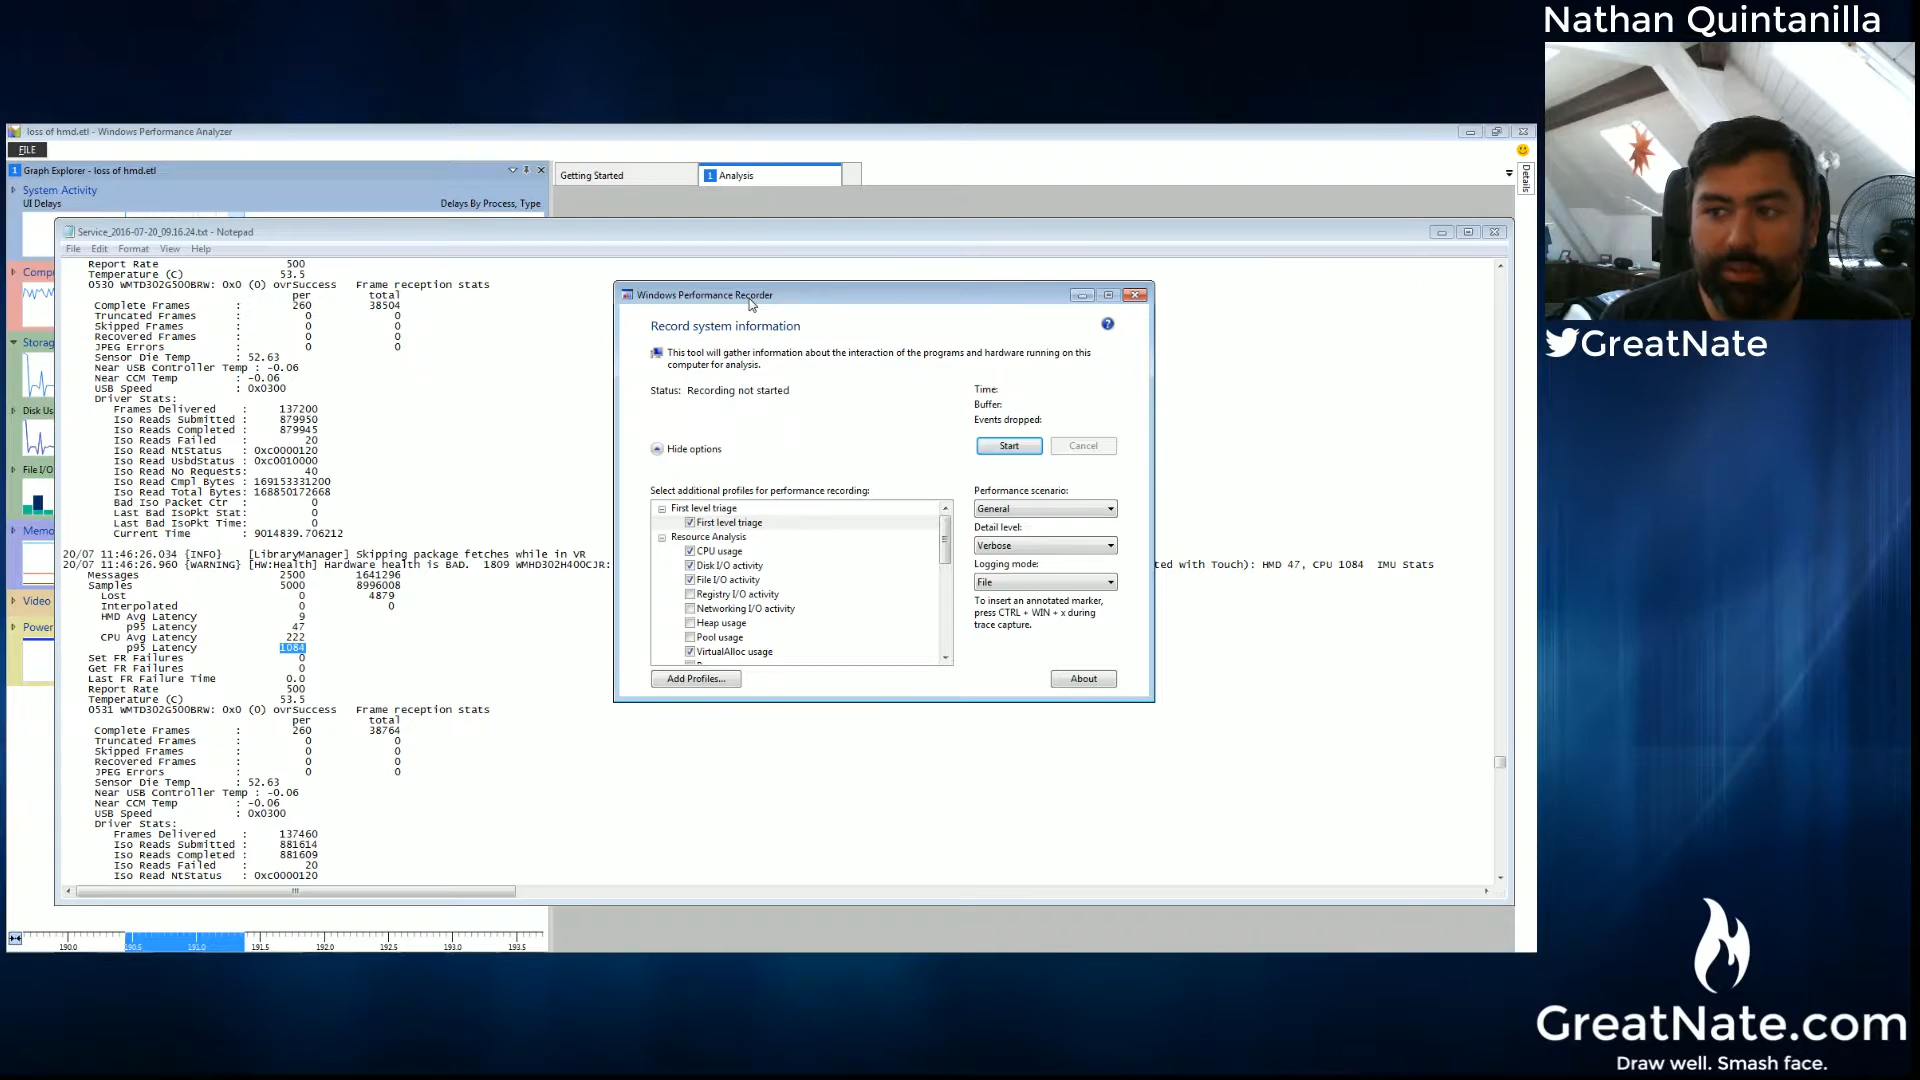 Nathan Quintanilla
loss of hmd.etl - Windows Performance Analyzer
FILE
1 Graph Explorer - loss of hmd.etl
Getting Started
1 Analysis
Details
System Activity
UI Delays Delays By Process, Type
Service_2016-07-20_09.16.24.txt - Notepad
File Edit Format View Help
Report Rate 500
Temperature (C) 53.5
0530 WMTD302G500BRW: 0x0 (0) ovrSuccess Frame reception stats
per total
Complete Frames : 260 38504
Truncated Frames : 0 0
Skipped Frames : 0 0
Recovered Frames : 0 0
JPEG Errors : 0 0
Sensor Die Temp : 52.63
Near USB Controller Temp : -0.06
Near CCM Temp : -0.06
USB Speed : 0x0300
Driver Stats:
Frames Delivered : 137200
Iso Reads Submitted : 879950
Iso Reads Completed : 879945
Iso Reads Failed : 20
Iso Read NtStatus : 0xc0000120
Iso Read UsbdStatus : 0xc0010000
Iso Read No Requests: 40
Iso Read Cmpl Bytes : 169153331200
Iso Read Total Bytes: 168850172668
Bad Iso Packet Ctr : 0
Last Bad IsoPkt Stat: 0
Last Bad IsoPkt Time: 0
Current Time : 9014839.706212
20/07 11:46:26.034 {INFO} [LibraryManager] Skipping package fetches while in VR
20/07 11:46:26.960 {WARNING} [HW:Health] Hardware health is BAD. 1809 WMHD302H400CJR: ted with Touch): HMD 47, CPU 1084 IMU Stats
Messages 2500 1641296
Samples 5000 8996008
Lost 0 4879
Interpolated 0 0
HMD Avg Latency 9
p95 Latency 47
CPU Avg Latency 222
p95 Latency 1084
Set FR Failures 0
Get FR Failures 0
Last FR Failure Time 0.0
Report Rate 500
Temperature (C) 53.5
0531 WMTD302G500BRW: 0x0 (0) ovrSuccess Frame reception stats
per total
Complete Frames : 260 38764
Truncated Frames : 0 0
Skipped Frames : 0 0
Recovered Frames : 0 0
JPEG Errors : 0 0
Sensor Die Temp : 52.63
Near USB Controller Temp : -0.06
Near CCM Temp : -0.06
USB Speed : 0x0300
Driver Stats:
Frames Delivered : 137460
Iso Reads Submitted : 881614
Iso Reads Completed : 881609
Iso Reads Failed : 20
Iso Read NtStatus : 0xc0000120
Comp
Storag
Disk Us
File I/O
Memo
Video
Power
Windows Performance Recorder
Record system information
This tool will gather information about the interaction of the programs and hardware running on this
computer for analysis.
Status: Recording not started
Time:
Buffer:
Events dropped:
Start Cancel
Hide options
Select additional profiles for performance recording:
First level triage
First level triage
Resource Analysis
CPU usage
Disk I/O activity
File I/O activity
Registry I/O activity
Networking I/O activity
Heap usage
Pool usage
VirtualAlloc usage
Performance scenario:
General
Detail level:
Verbose
Logging mode:
File
To insert an annotated marker,
press CTRL + WIN + x during
trace capture.
Add Profiles... About
190.0 190.5 191.0 191.5 192.0 192.5 193.0 193.5
GreatNate
GreatNate.com
Draw well. Smash face.